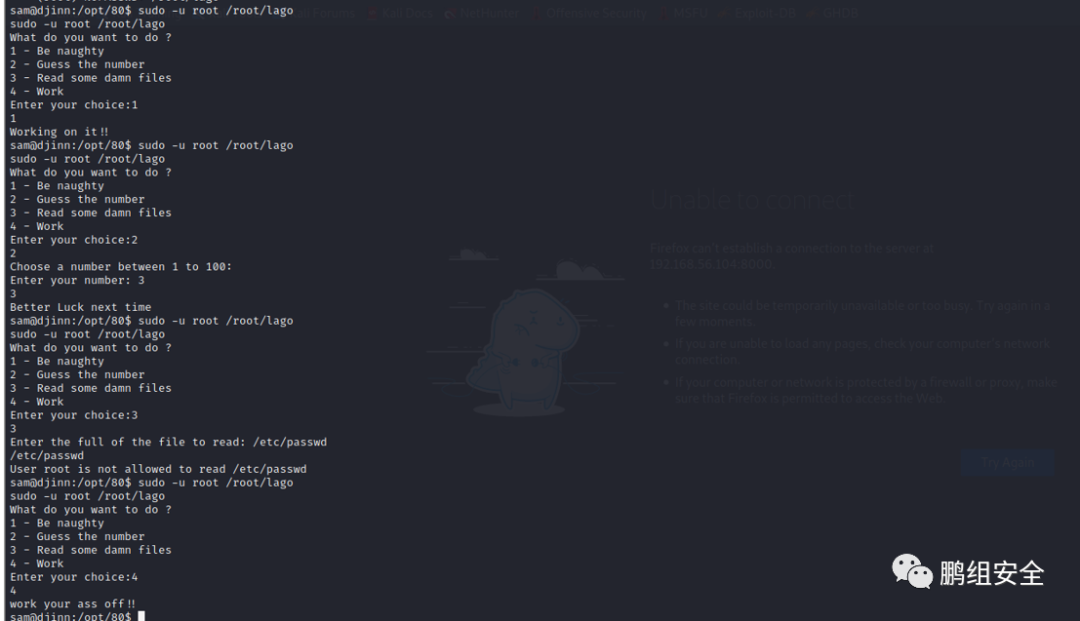 sam@djinn:/opt/80$ sudo -u root /root/lago
sudo -u root /root/lago
What do you want to do ?
1 - Be naughty
2 - Guess the number
3 - Read some damn files
4 - Work
Enter your choice:1
1
Working on it!!
sam@djinn:/opt/80$ sudo -u root /root/lago
sudo -u root /root/lago
What do you want to do ?
1 - Be naughty
2 - Guess the number
3 - Read some damn files
4 - Work
Enter your choice:2
2
Choose a number between 1 to 100:
Enter your number: 3
3
Better Luck next time
sam@djinn:/opt/80$ sudo -u root /root/lago
sudo -u root /root/lago
What do you want to do ?
1 - Be naughty
2 - Guess the number
3 - Read some damn files
4 - Work
Enter your choice:3
3
Enter the full of the file to read: /etc/passwd
/etc/passwd
User root is not allowed to read /etc/passwd
sam@djinn:/opt/80$ sudo -u root /root/lago
sudo -u root /root/lago
What do you want to do ?
1 - Be naughty
2 - Guess the number
3 - Read some damn files
4 - Work
Enter your choice:4
4
work your ass off!!
sam@djinn:/opt/80$
Kali Docs
Offensive Security
Unable to connect
Firefox can't establish a connection to the server at
192.168.56.104:8000.
The site could be temporarily unavailable or too busy. Try again in a
few moments.
If you are unable to load any pages, check your computer's network
connection.
If your computer or network is protected by a firewall or proxy, make
sure that Firefox is permitted to access the Web.
Try Again
鹏组安全